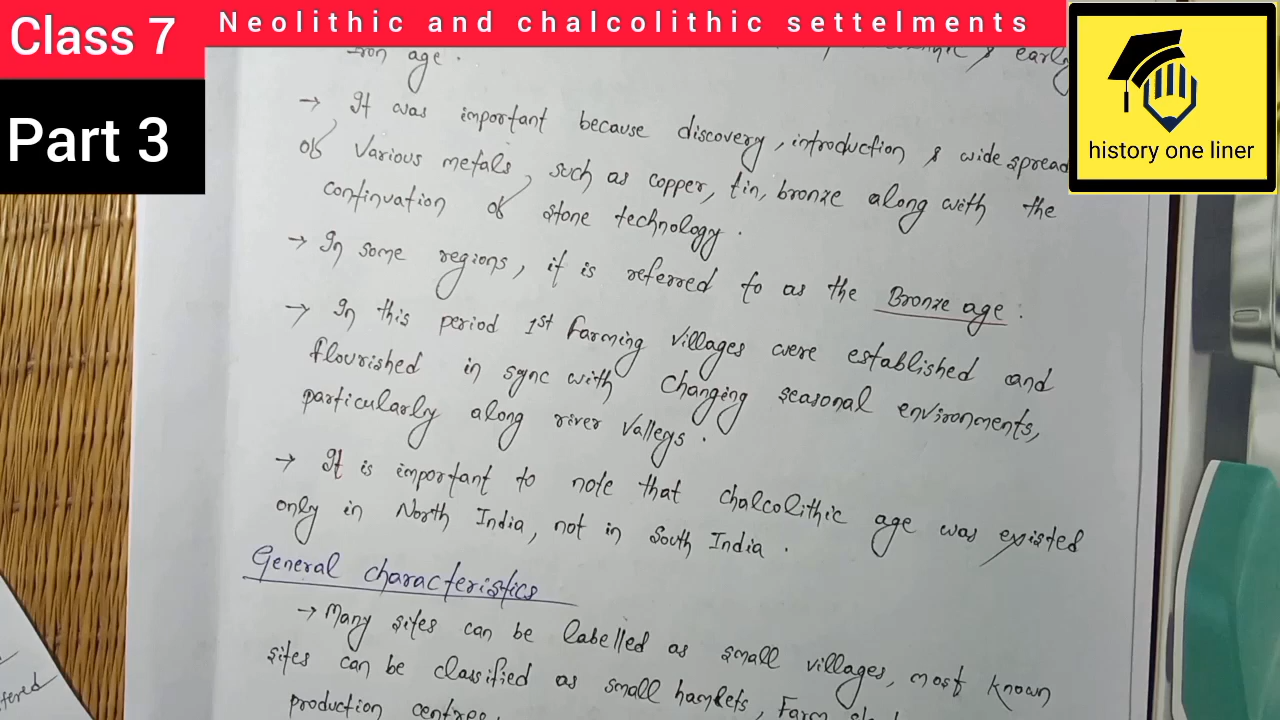 Class 7
Neolithic and chalcolithic settelments
Part 3
history one liner
Iron age.
& early
→ It was important because discovery, introduction & wide spread
of various metals, such as copper, tin, bronze along with the
continuation of stone technology.
→ In some regions, it is referred to as the Bronze age:
→ In this period 1st farming villages were established and
flourished in sync with changing seasonal environments,
particularly along river valleys.
→ It is important to note that chalcolithic age was existed
only in North India, not in South India.
General characteristics
→ Many sites can be labelled as small villages, most known
sites can be classified as small hamlets, Farm
production centres.